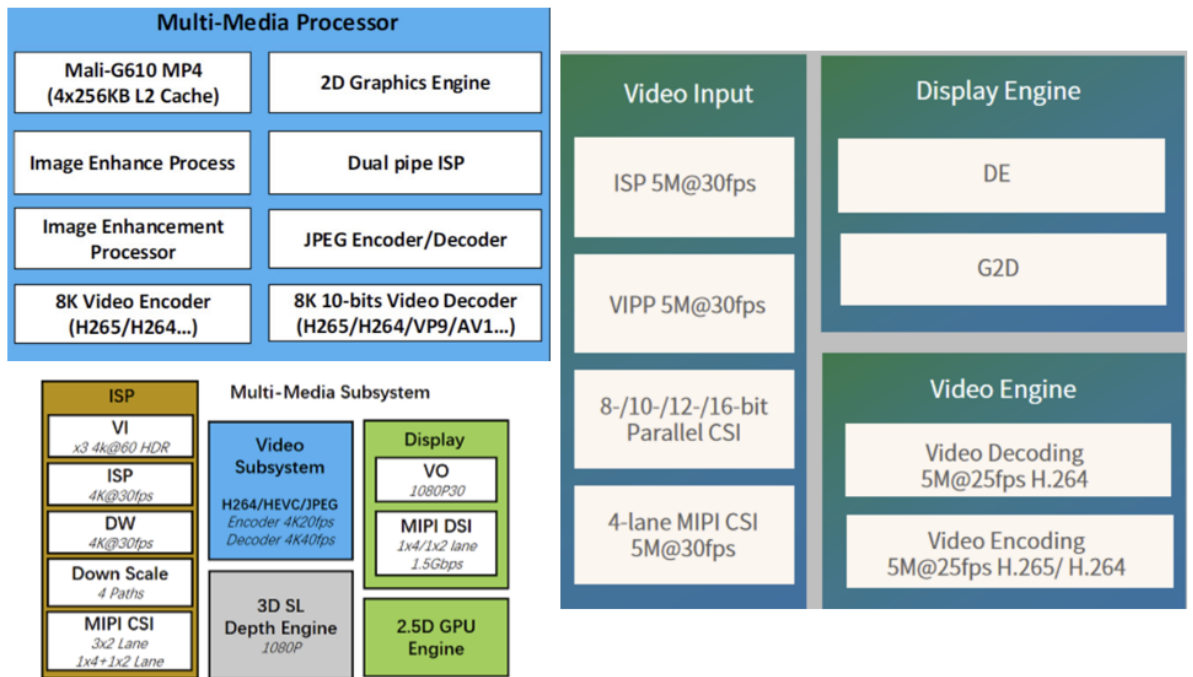 Multi-Media Processor
Mali-G610 MP4
(4x256KB L2 Cache)
2D Graphics Engine
Image Enhance Process
Dual pipe ISP
Image Enhancement
Processor
JPEG Encoder/Decoder
8K Video Encoder
(H265/H264...)
8K 10-bits Video Decoder
(H265/H264/VP9/AV1...)
ISP
VI
x3 4k@60 HDR
ISP
4K@30fps
DW
4K@30fps
Down Scale
4 Paths
MIPI CSI
3x2 Lane
1x4+1x2 Lane
Multi-Media Subsystem
Video
Subsystem
H264/HEVC/JPEG
Encoder 4K20fps
Decoder 4K40fps
3D SL
Depth Engine
1080P
Display
VO
1080P30
MIPI DSI
1x4/1x2 lane
1.5Gbps
2.5D GPU
Engine
Video Input
ISP 5M@30fps
VIPP 5M@30fps
8-/10-/12-/16-bit
Parallel CSI
4-lane MIPI CSI
5M@30fps
Display Engine
DE
G2D
Video Engine
Video Decoding
5M@25fps H.264
Video Encoding
5M@25fps H.265/ H.264